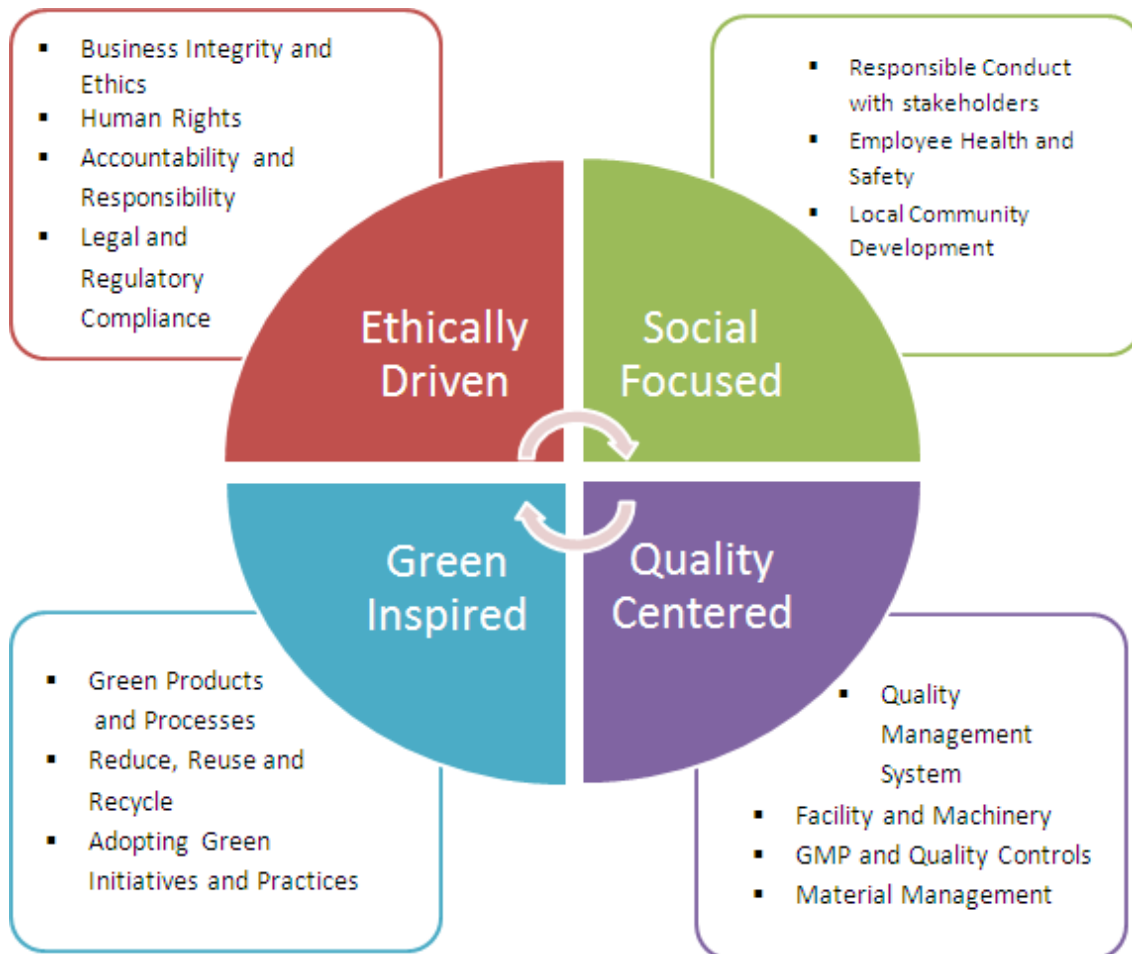 ▪ Business Integrity and
Ethics
▪ Human Rights
▪ Accountability and
Responsibility
▪ Legal and
Regulatory
Compliance
▪ Responsible Conduct
with stakeholders
▪ Employee Health and
Safety
▪ Local Community
Development
Ethically
Driven
Social
Focused
Green
Inspired
Quality
Centered
▪ Green Products
and Processes
▪ Reduce, Reuse and
Recycle
▪ Adopting Green
Initiatives and Practices
▪ Quality
Management
System
▪ Facility and Machinery
▪ GMP and Quality Controls
▪ Material Management